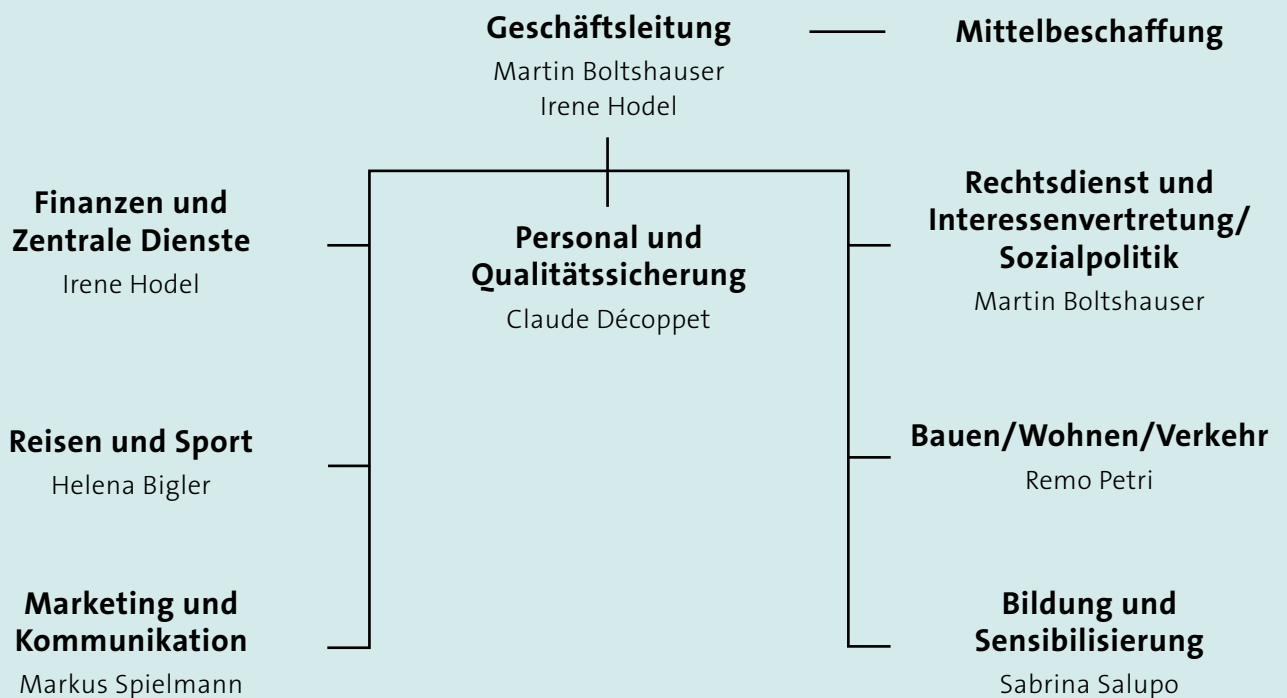 Geschäftsleitung
Martin Boltshauser
Irene Hodel
Mittelbeschaffung
Finanzen und
Zentrale Dienste
Irene Hodel
Personal und
Qualitätssicherung
Claude Décoppet
Rechtsdienst und
Interessenvertretung/
Sozialpolitik
Martin Boltshauser
Reisen und Sport
Helena Bigler
Bauen/Wohnen/Verkehr
Remo Petri
Marketing und
Kommunikation
Markus Spielmann
Bildung und
Sensibilisierung
Sabrina Salupo